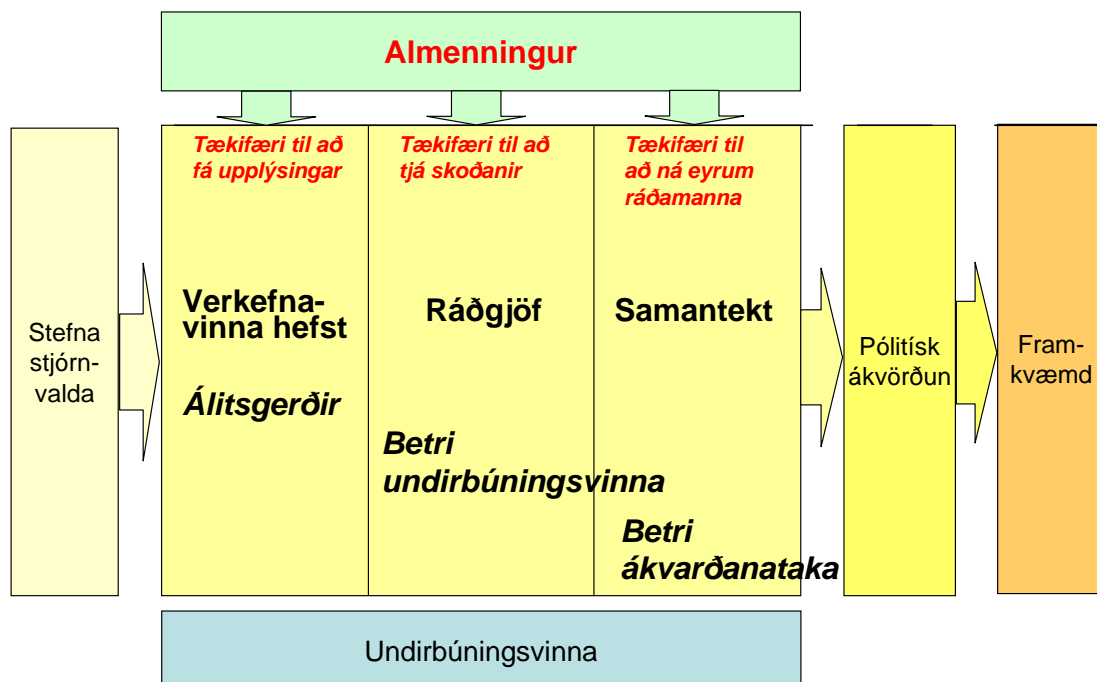 Almenningur
Tækifæri til að
fá upplýsingar
Tækifæri til að
tjá skoðanir
Tækifæri til
að ná eyrum
ráðamanna
Stefna
stjórn-
valda
Verkefna-
vinna hefst
Álitsgerðir
Ráðgjöf
Betri
undirbúningsvinna
Samantekt
Betri
ákvarðanataka
Pólitísk
ákvörðun
Fram-
kvæmd
Undirbúningsvinna